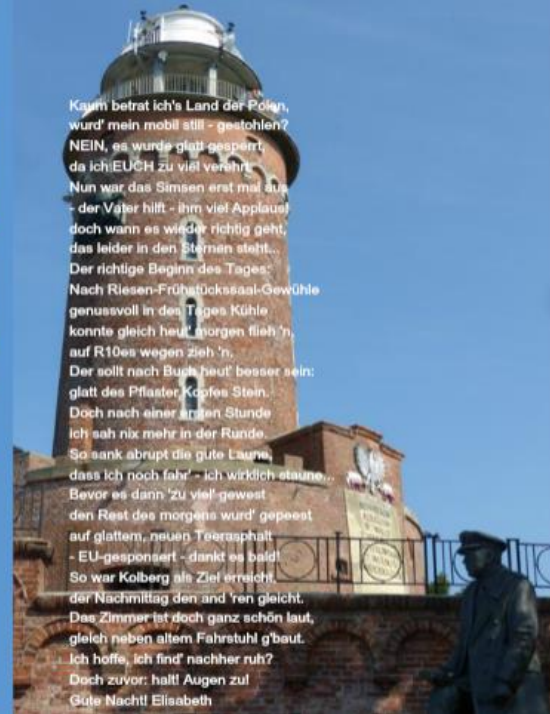 Kaum betrat ich's Land der Polen,
wurd' mein mobil still - gestohlen?
NEIN, es wurde glatt gesperrt,
da ich EUCH zu viel verehrt.
Nun war das Simsen erst mal aus
- der Vater hilft - ihm viel Applaus!
doch wann es wieder richtig geht,
das leider in den Sternen steht...
Der richtige Beginn des Tages:
Nach Riesen-Frühstückssaal-Gewühle
genussvoll in des Tages Kühle
konnte gleich heut' morgen flieh 'n,
auf R10es wegen zieh 'n.
Der sollt nach Buch heut' besser sein:
glatt des Pflaster Kopfes Stein.
Doch nach einer ersten Stunde
ich sah nix mehr in der Runde.
So sank abrupt die gute Laune,
dass ich noch fahr' - ich wirklich staune...
Bevor es dann 'zu viel' gewest
den Rest des morgens wurd' gepeest
auf glattem, neuen Teerasphalt
- EU-gesponsert - dankt es bald!
So war Kolberg als Ziel erreicht,
der Nachmittag den and 'ren gleicht.
Das Zimmer ist doch ganz schön laut,
gleich neben altem Fahrstuhl g'baut.
Ich hoffe, ich find' nachher ruh?
Doch zuvor: halt! Augen zu!
Gute Nacht! Elisabeth